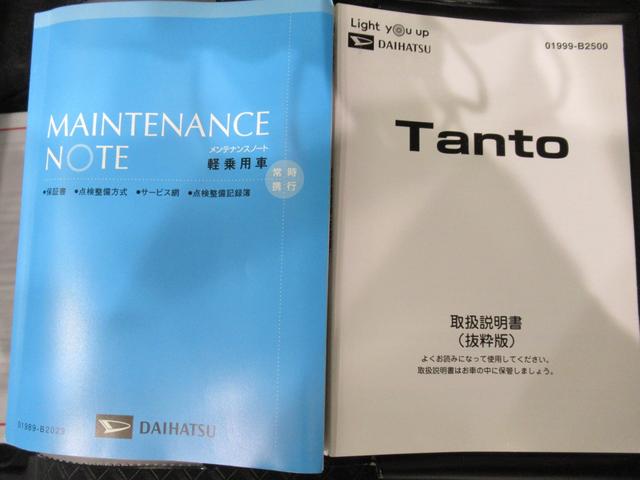 MAINTENANCE
NOTE
メンテナンスノート
軽乗用車
常時
携行
●保証書 ●点検整備方式 ●サービス網 ●点検整備記録簿
01989-B2029
DAIHATSU
Light you up
DAIHATSU
01999-B2500
Tanto
取扱説明書
(抜粋版)
よくお読みになって使用してください。
取扱説明書はお車の中に保管しましょう。